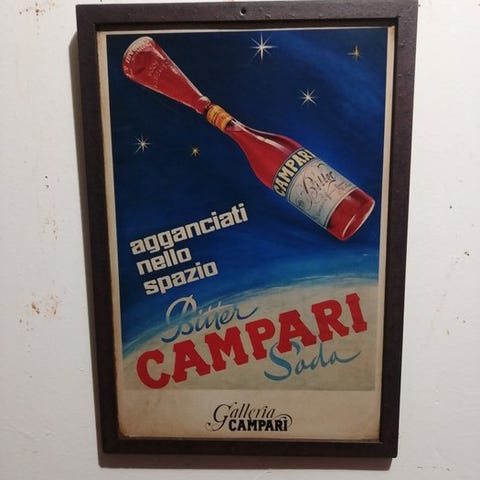 CAMPARI
Bitter
agganciati
nello
spazio
Bitter
CAMPARI
Soda
Galleria
CAMPARI